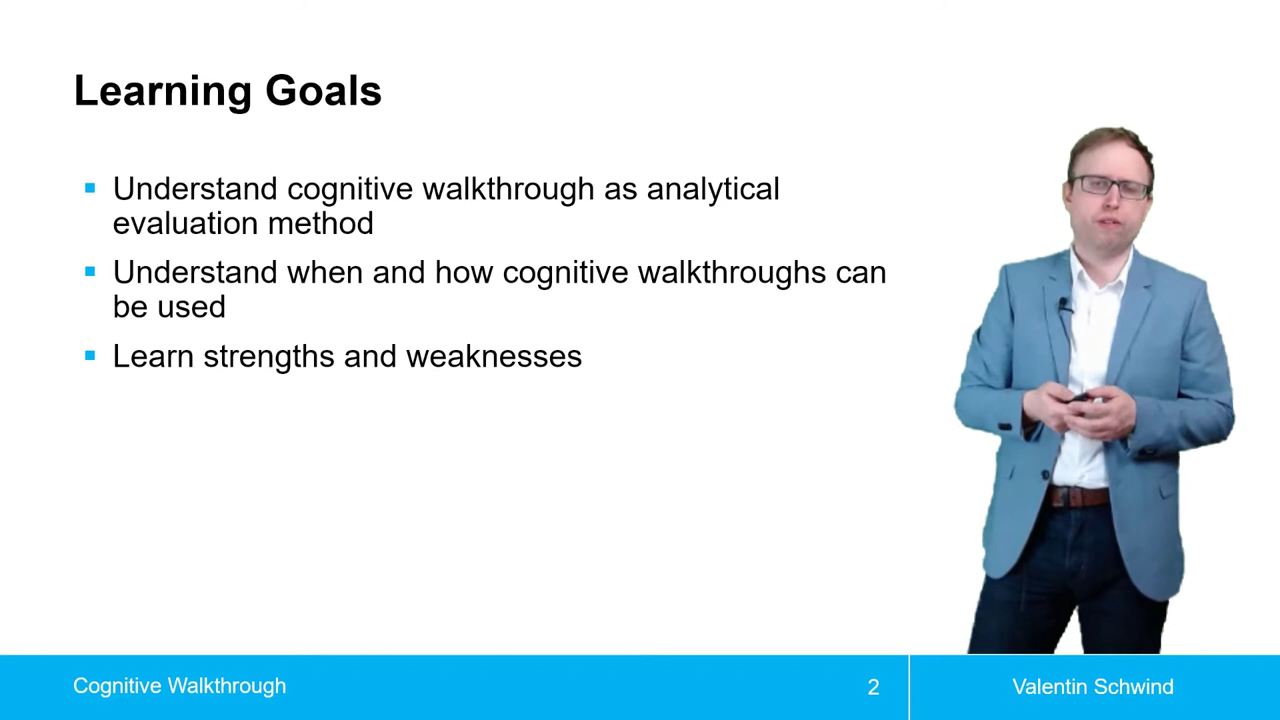 Learning Goals
Understand cognitive walkthrough as analytical
evaluation method
Understand when and how cognitive walkthroughs can
be used
Learn strengths and weaknesses
Cognitive Walkthrough
2
Valentin Schwind